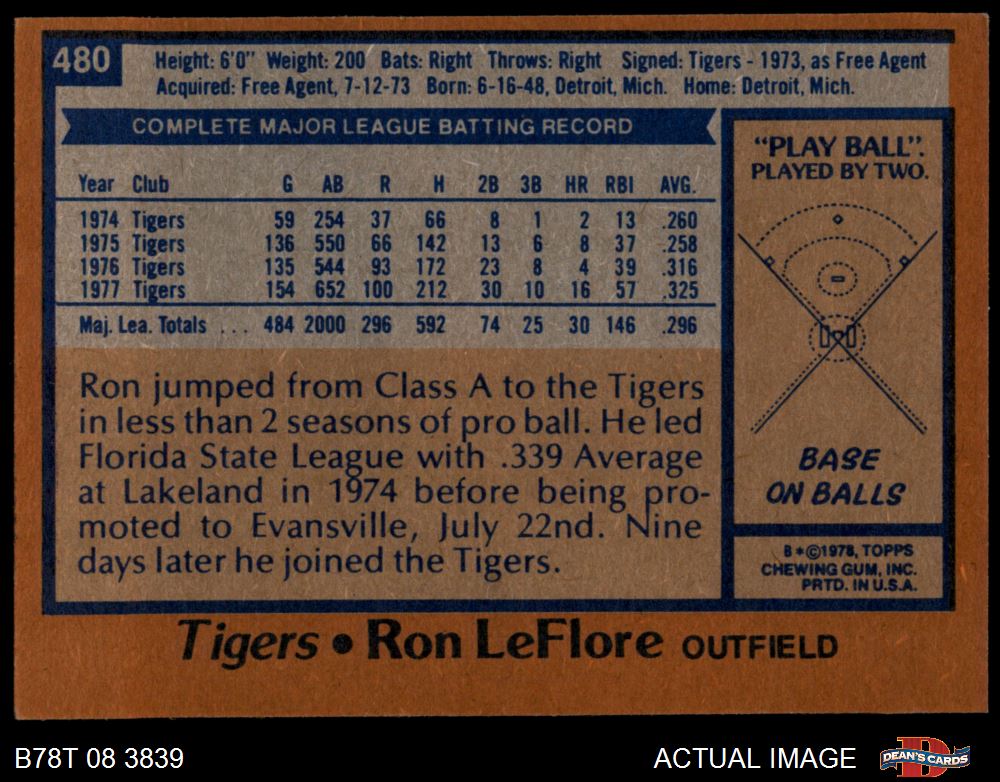 480
Height: 6'0" Weight: 200 Bats: Right Throws: Right Signed: Tigers - 1973, as Free Agent
Acquired: Free Agent, 7-12-73 Born: 6-16-48, Detroit, Mich. Home: Detroit, Mich.
COMPLETE MAJOR LEAGUE BATTING RECORD
Year Club G AB R H 2B 3B HR RBI AVG.
1974 Tigers 59 254 37 66 8 1 2 13 .260
1975 Tigers 136 550 66 142 13 6 8 37 .258
1976 Tigers 135 544 93 172 23 8 4 39 .316
1977 Tigers 154 652 100 212 30 10 16 57 .325
Maj. Lea. Totals ... 484 2000 296 592 74 25 30 146 .296
Ron jumped from Class A to the Tigers
in less than 2 seasons of pro ball. He led
Florida State League with .339 Average
at Lakeland in 1974 before being pro-
moted to Evansville, July 22nd. Nine
days later he joined the Tigers.
"PLAY BALL".
PLAYED BY TWO.
BASE
ON BALLS
B*©1978, TOPPS
CHEWING GUM, INC.
PRTD. IN U.S.A.
Tigers • Ron LeFlore OUTFIELD
B78T 08 3839
ACTUAL IMAGE
DEAN'S CARDS